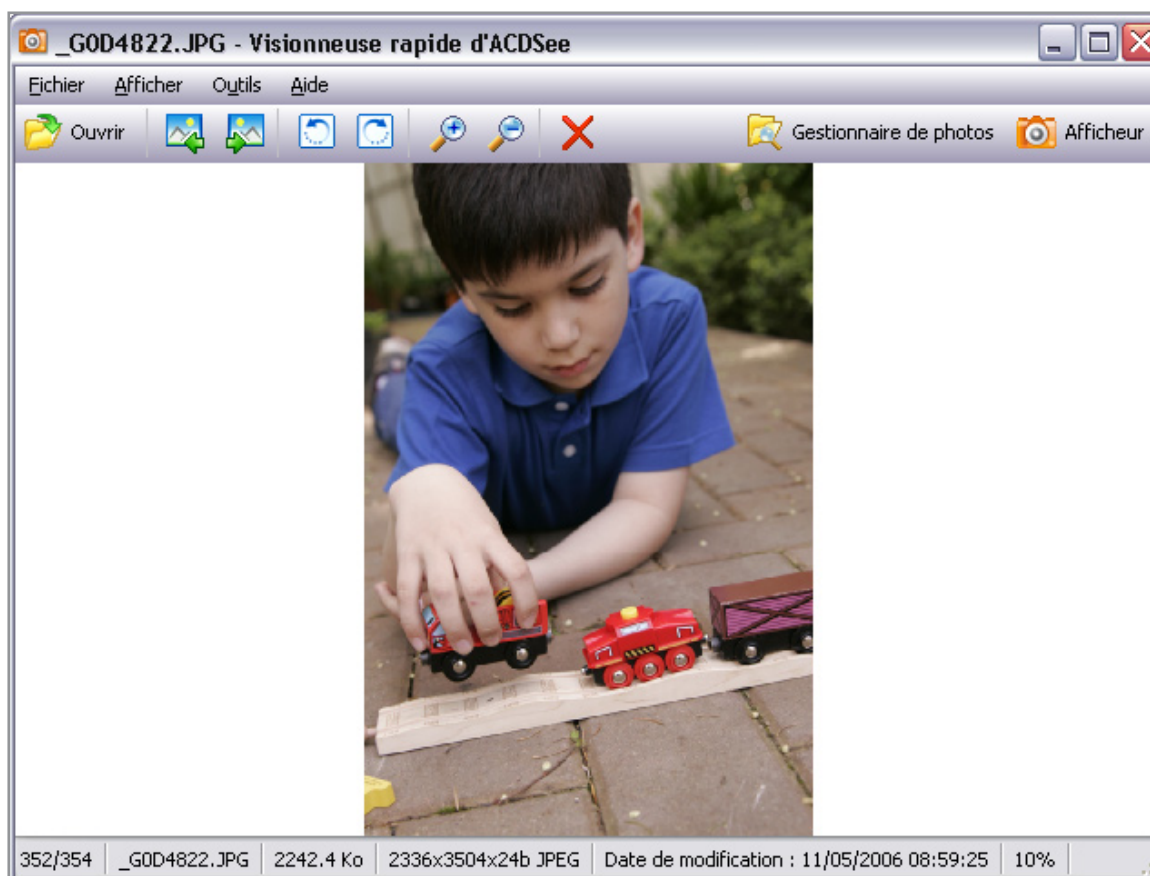 _G0D4822.JPG - Visionneuse rapide d'ACDSee
Fichier Afficher Outils Aide
Ouvrir Gestionnaire de photos Afficheur
352/354 _G0D4822.JPG 2242.4 Ko 2336x3504x24b JPEG Date de modification : 11/05/2006 08:59:25 10%